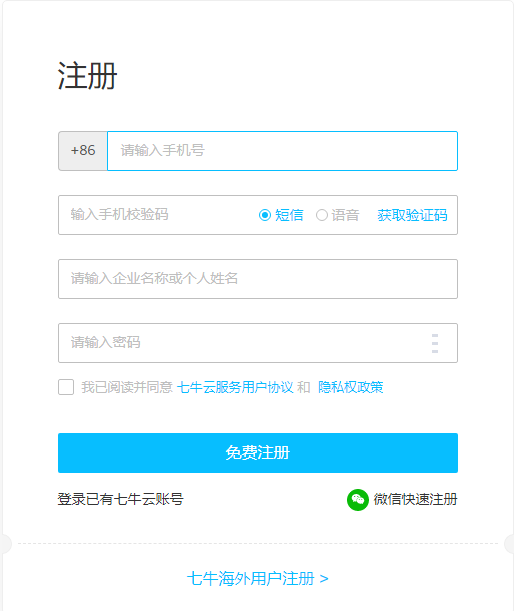 注册
+86 请输入手机号
输入手机校验码 短信 语音 获取验证码
请输入企业名称或个人姓名
请输入密码
我已阅读并同意 七牛云服务用户协议 和 隐私权政策
免费注册
登录已有七牛云账号 微信快速注册
七牛海外用户注册 >